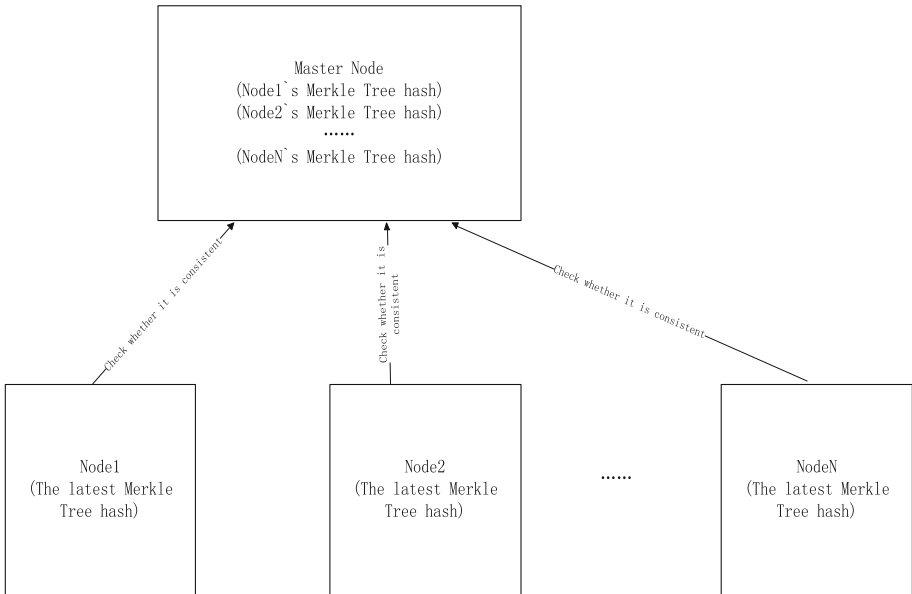 Master Node
(Node1`s Merkle Tree hash)
(Node2`s Merkle Tree hash)
······
(NodeN`s Merkle Tree hash)
Check whether it is consistent
Check whether it is
consistent
Check whether it is consistent
Node1
(The latest Merkle
Tree hash)
Node2
(The latest Merkle
Tree hash)
······
NodeN
(The latest Merkle
Tree hash)